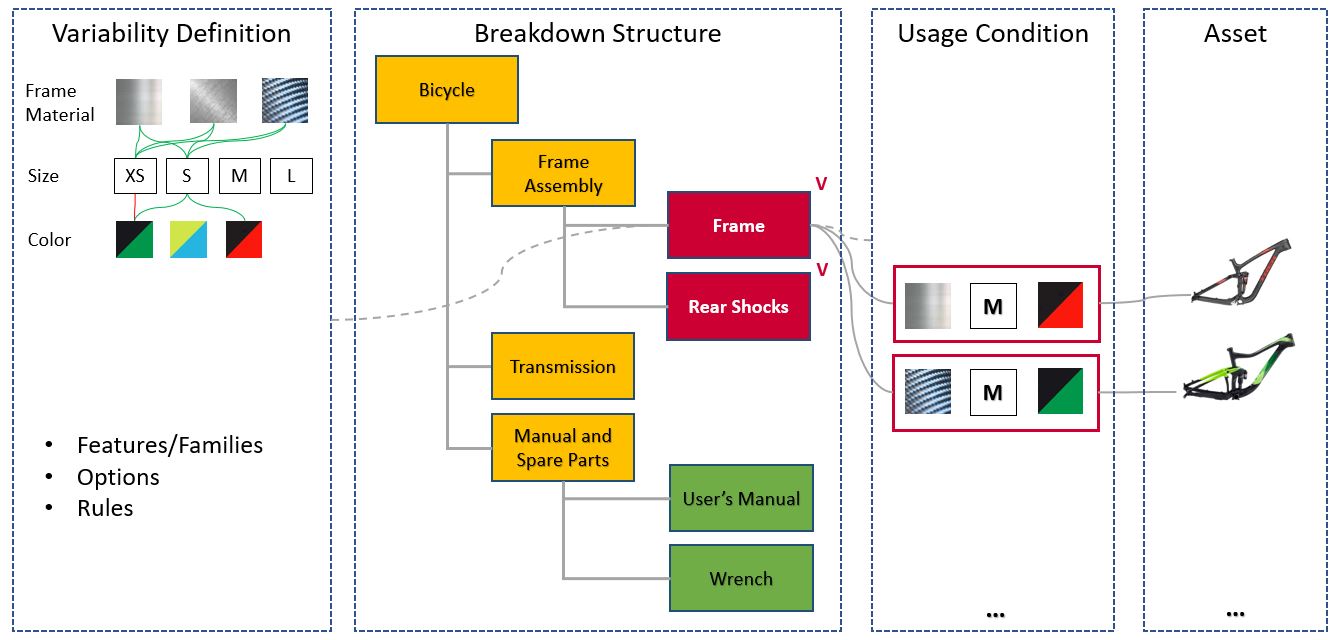 Variability Definition
Frame
Material
Size
XS
S
M
L
Color
• Features/Families
• Options
• Rules
Breakdown Structure
Bicycle
Frame
Assembly
V
Frame
V
Rear Shocks
Transmission
Manual and
Spare Parts
User’s Manual
Wrench
Usage Condition
M
M
...
Asset
...